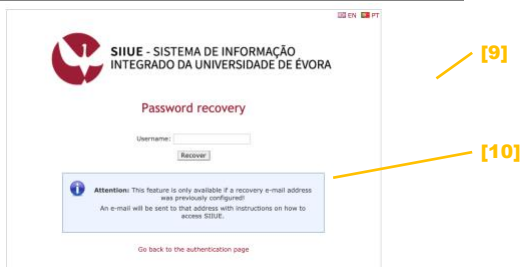 EN PT
SIIUE - SISTEMA DE INFORMAÇÃO
INTEGRADO DA UNIVERSIDADE DE ÉVORA
[9]
Password recovery
Username:
Recover
[10]
Attention: This feature is only available if a recovery e-mail address
was previously configured!
An e-mail will be sent to that address with instructions on how to
access SIIUE.
Go back to the authentication page